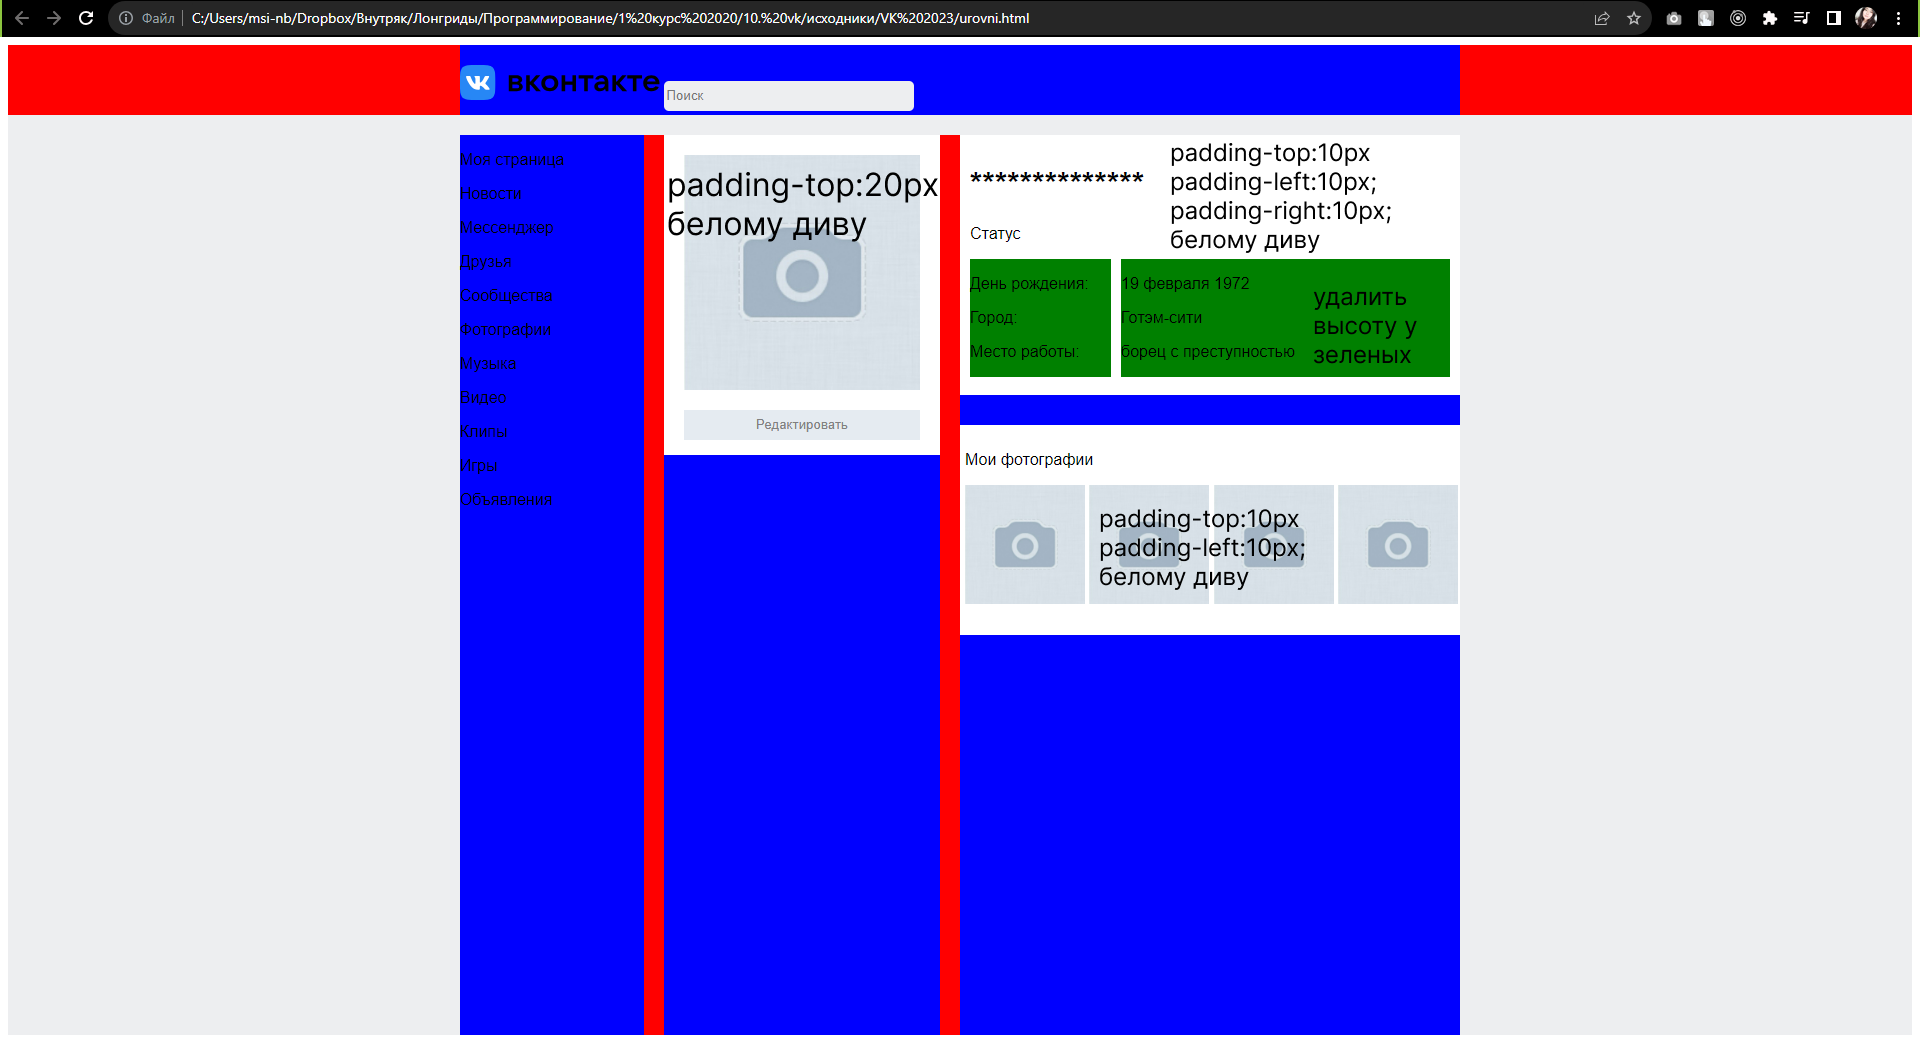 Файл
C:/Users/msi-nb/Dropbox/Внутряк/Лонгриды/Программирование/1%20курс%202020/10.%20vk/исходники/VK%202023/urovni.html
вконтакте
Поиск
Моя страница
Новости
Мессенджер
Друзья
Сообщества
Фотографии
Музыка
Видео
Клипы
Игры
Объявления
padding-top:20px
белому диву
Редактировать
**************
Статус
padding-top:10px
padding-left:10px;
padding-right:10px;
белому диву
День рождения: 19 февраля 1972
Город: Готэм-сити
Место работы: борец с преступностью
удалить
высоту у
зеленых
Мои фотографии
padding-top:10px
padding-left:10px;
белому диву